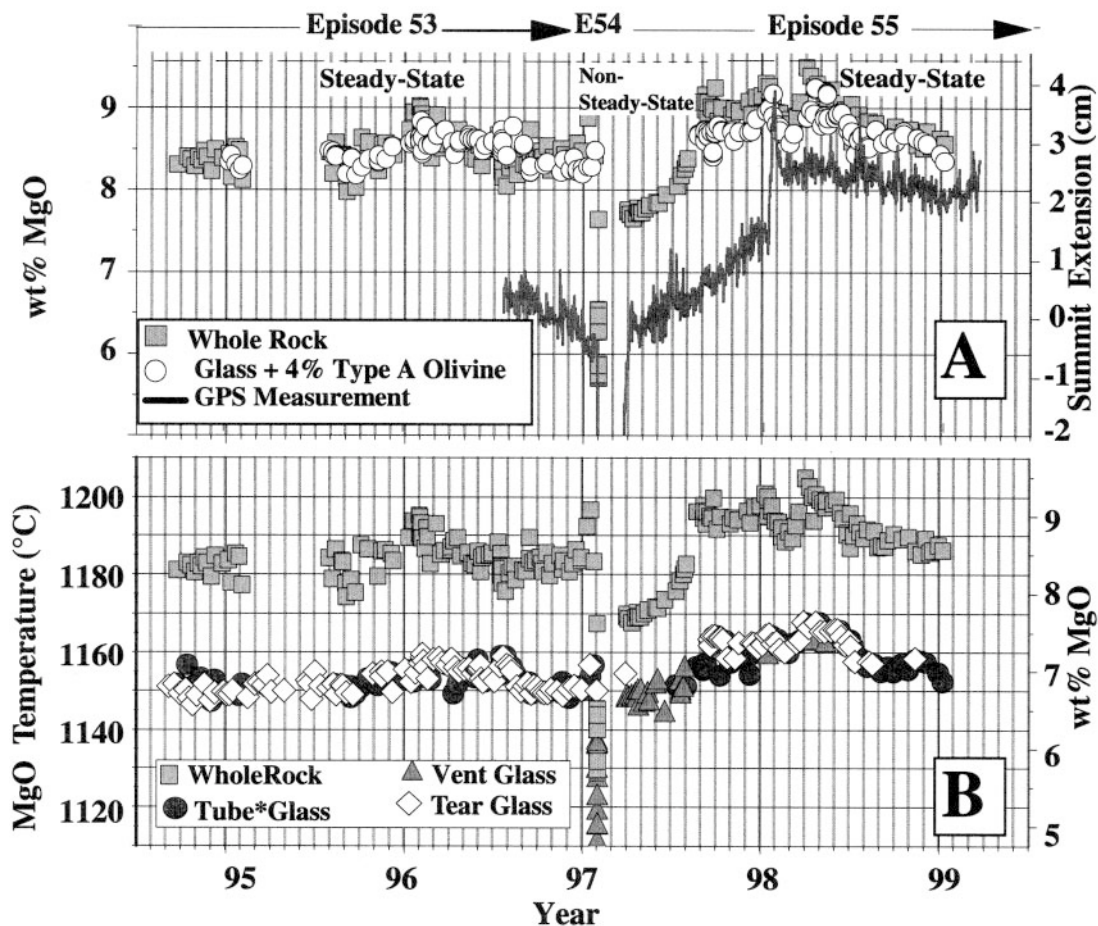 Episode 53 E54 Episode 55
Steady-State Non-Steady-State Steady-State
9
8
7
6
wt% MgO
4
3
2
1
0
-1
-2
Summit Extension (cm)
Whole Rock
Glass + 4% Type A Olivine
GPS Measurement
A
1200
1180
1160
1140
1120
MgO Temperature (°C)
9
8
7
6
5
wt% MgO
WholeRock
Vent Glass
Tube*Glass
Tear Glass
B
95 96 97 98 99
Year